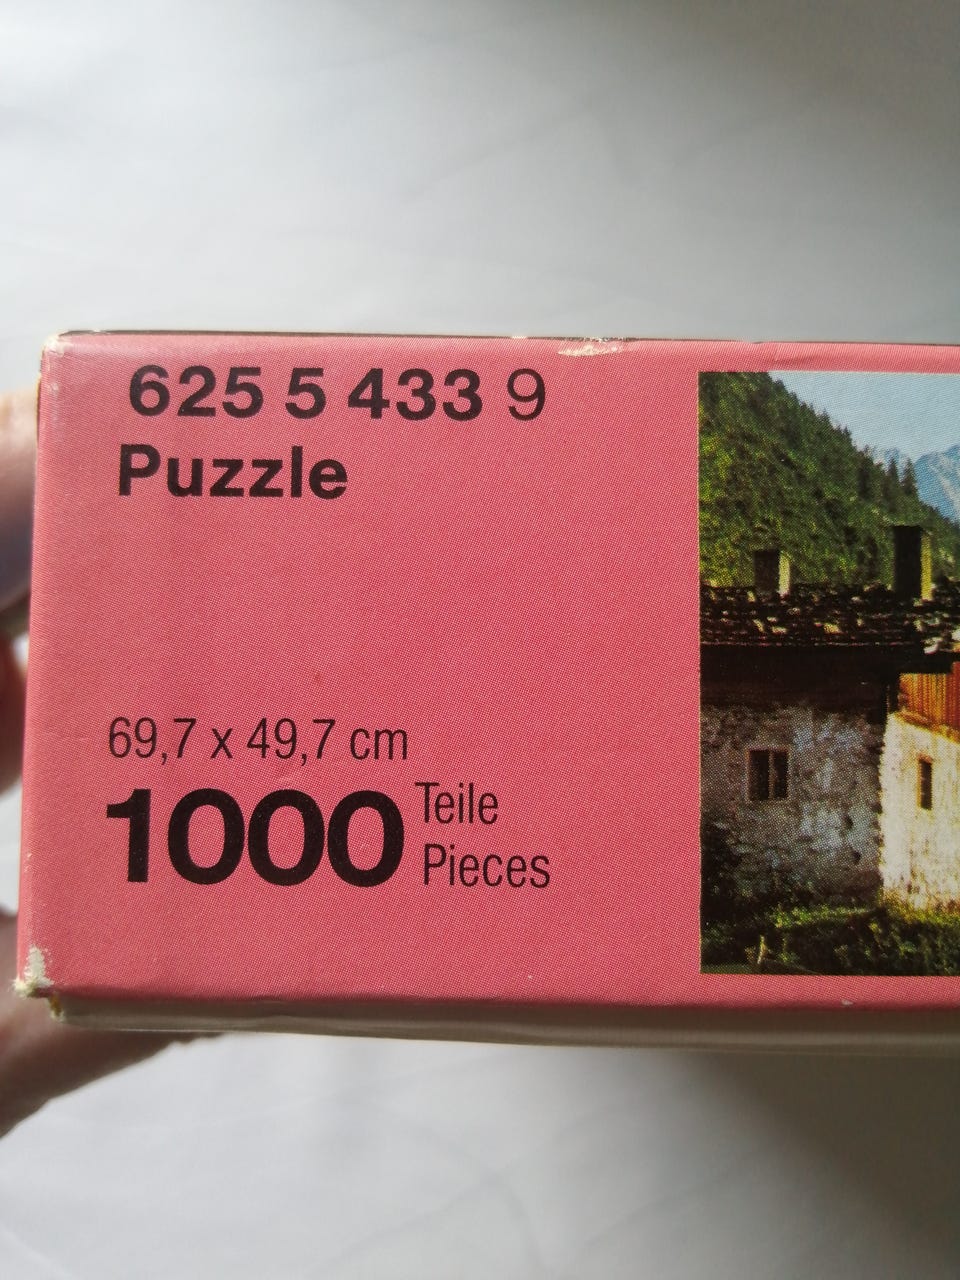 625 5 433 9
Puzzle
69,7 x 49,7 cm
1000 Teile
Pieces